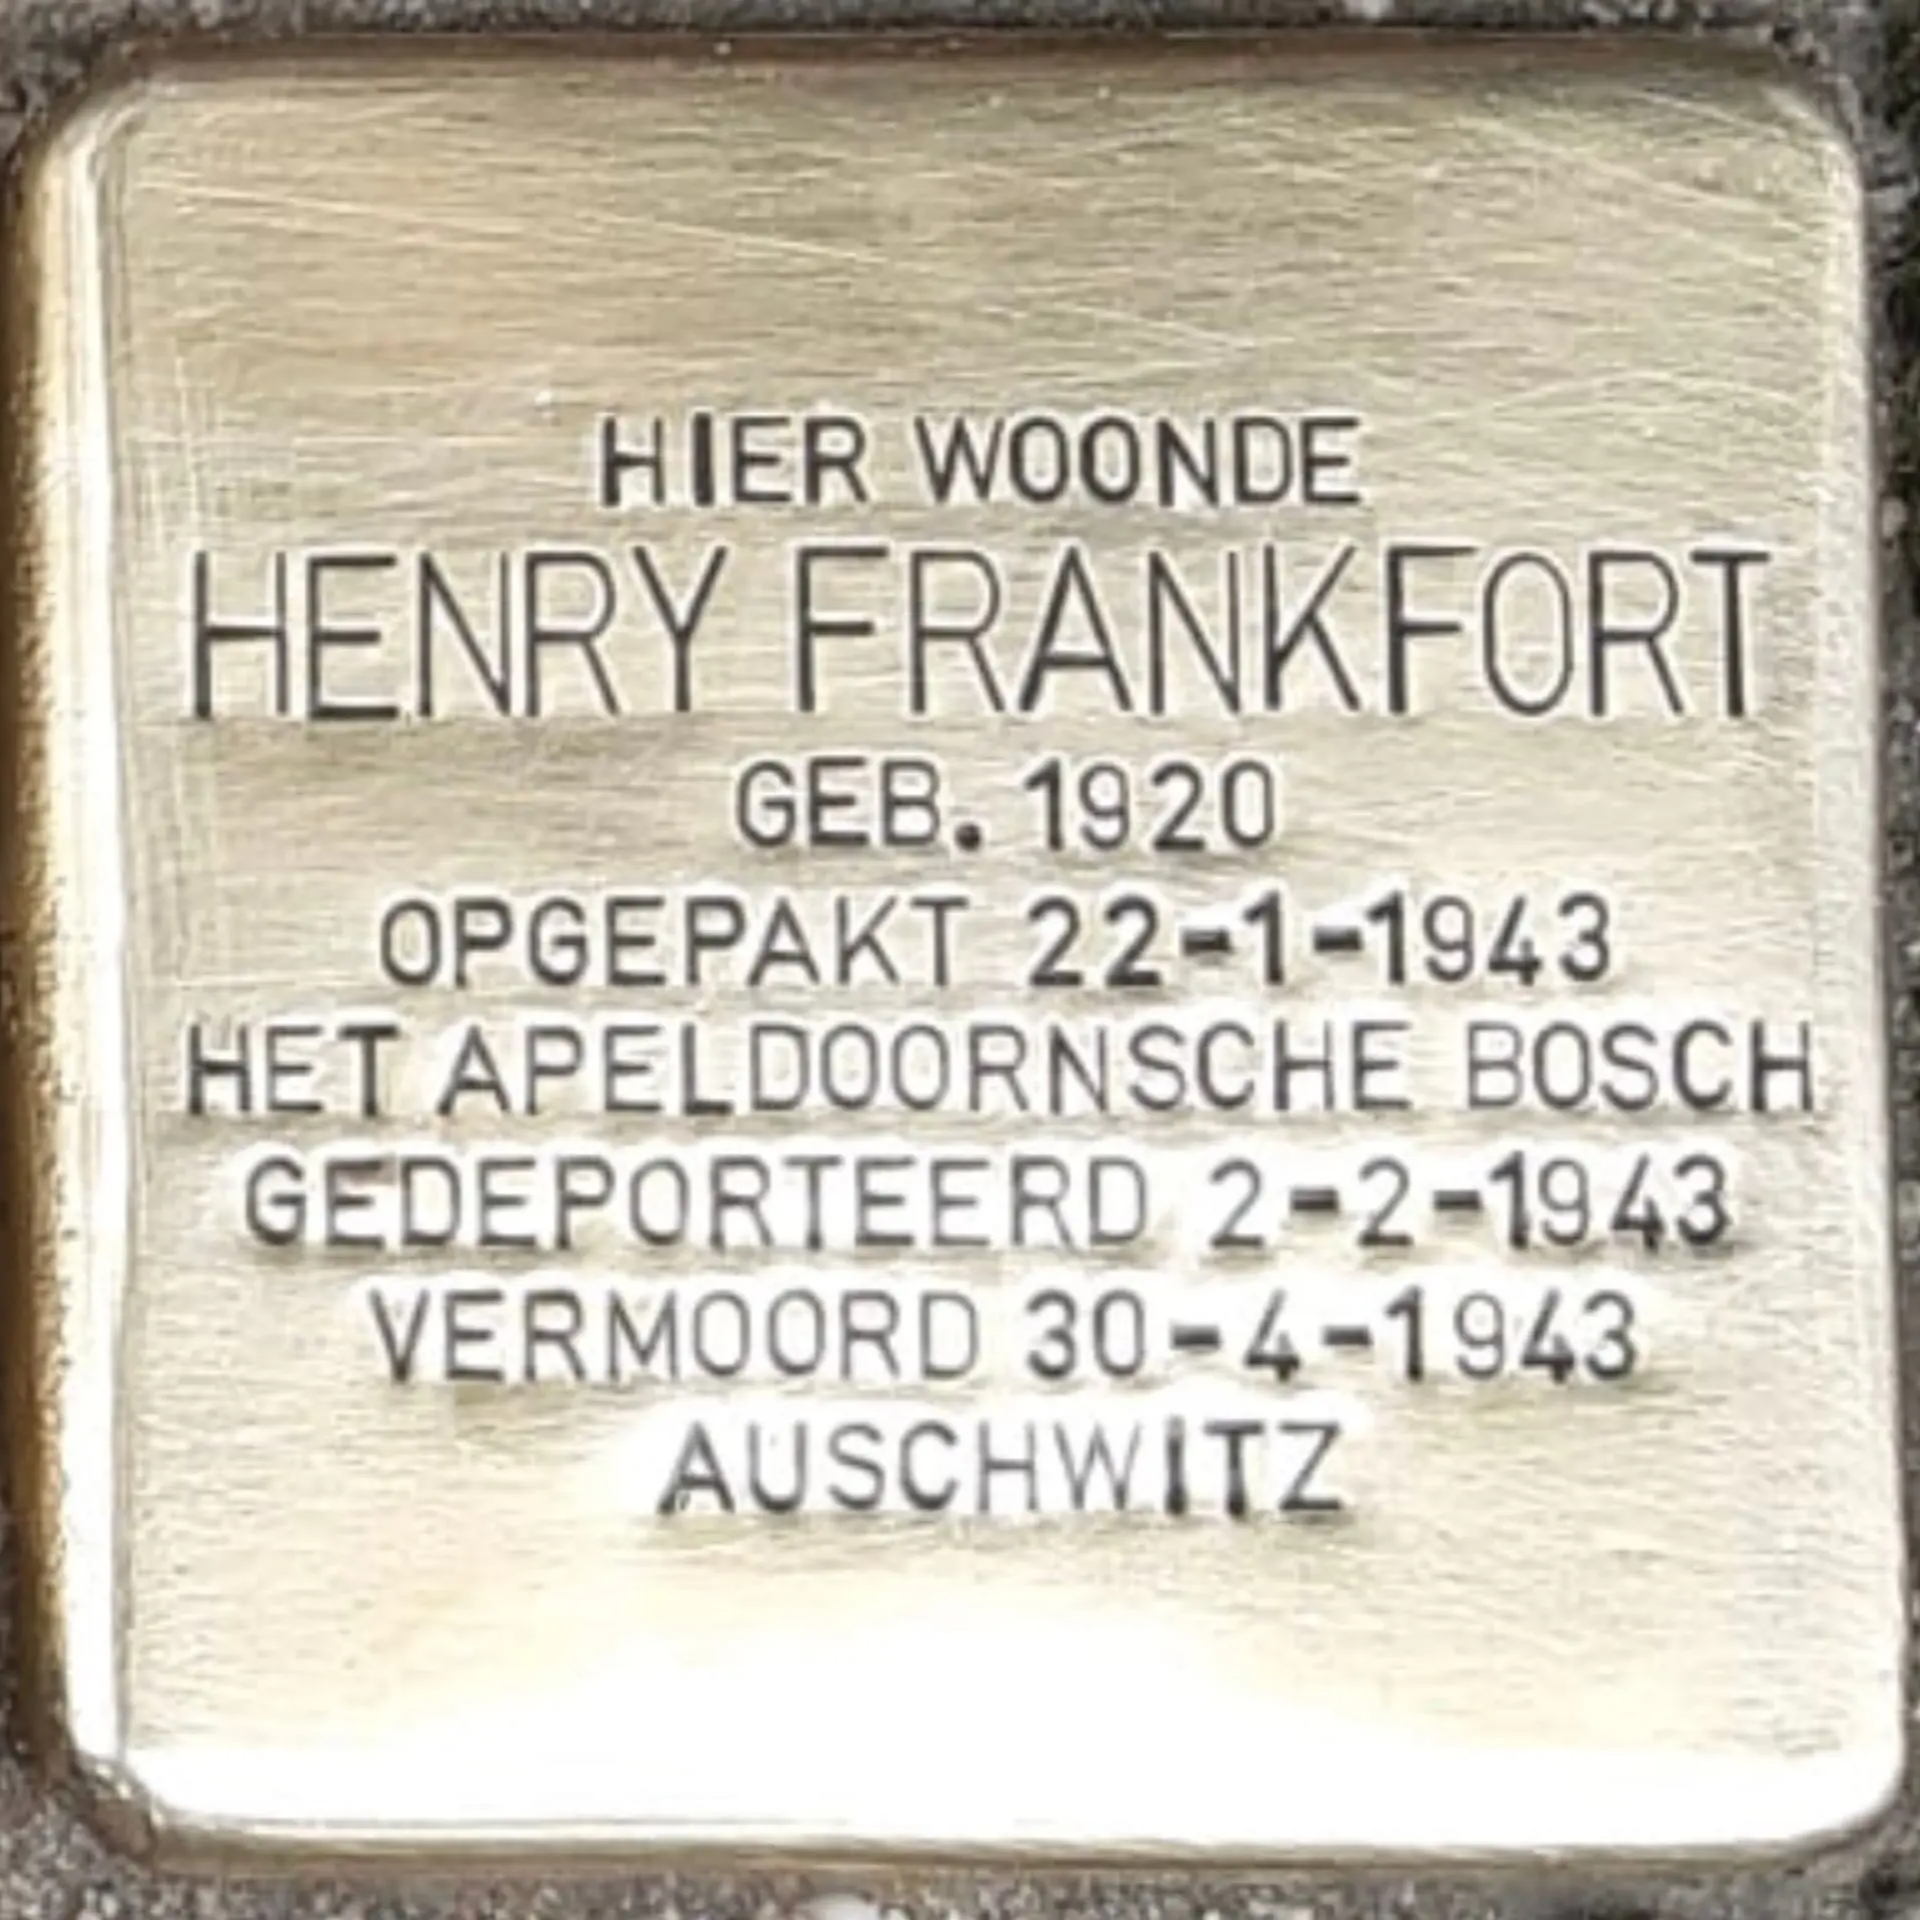 HIER WOONDE
HENRY FRANKFORT
GEB. 1920
OPGEPAKT 22-1-1943
HET APELDOORNSCHE BOSCH
GEDEPORTEERD 2-2-1943
VERMOORD 30-4-1943
AUSCHWITZ